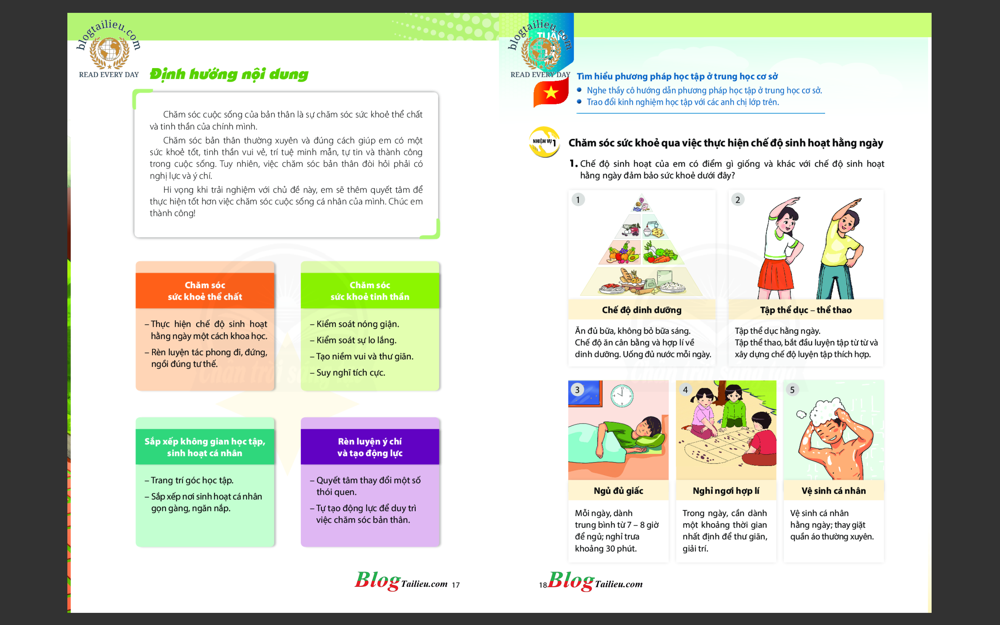 blogtailieu.com
READ EVERY DAY
Định hướng nội dung
Chăm sóc cuộc sống của bản thân là sự chăm sóc sức khoẻ thể chất
và tinh thần của chính mình.
Chăm sóc bản thân thường xuyên và đúng cách giúp em có một
sức khoẻ tốt, tinh thần vui vẻ, trí tuệ minh mẫn, tự tin và thành công
trong cuộc sống. Tuy nhiên, việc chăm sóc bản thân đòi hỏi phải có
nghị lực và ý chí.
Hi vọng khi trải nghiệm với chủ đề này, em sẽ thêm quyết tâm để
thực hiện tốt hơn việc chăm sóc cuộc sống cá nhân của mình. Chúc em
thành công!
Chăm sóc
sức khoẻ thể chất
– Thực hiện chế độ sinh hoạt
hằng ngày một cách khoa học.
– Rèn luyện tác phong đi, đứng,
ngồi đúng tư thế.
Chăm sóc
sức khoẻ tinh thần
– Kiểm soát nóng giận.
– Kiểm soát sự lo lắng.
– Tạo niềm vui và thư giãn.
– Suy nghĩ tích cực.
Chân trời sáng tạo
Sắp xếp không gian học tập,
sinh hoạt cá nhân
– Trang trí góc học tập.
– Sắp xếp nơi sinh hoạt cá nhân
gọn gàng, ngăn nắp.
Rèn luyện ý chí
và tạo động lực
– Quyết tâm thay đổi một số
thói quen.
– Tự tạo động lực để duy trì
việc chăm sóc bản thân.
Blog Tailieu.com 17
blogtailieu.com
TUẦN
READ EVERY DAY
Tìm hiểu phương pháp học tập ở trung học cơ sở
Nghe thầy cô hướng dẫn phương pháp học tập ở trung học cơ sở.
Trao đổi kinh nghiệm học tập với các anh chị lớp trên.
NHIỆM VỤ 1
Chăm sóc sức khoẻ qua việc thực hiện chế độ sinh hoạt hằng ngày
1. Chế độ sinh hoạt của em có điểm gì giống và khác với chế độ sinh hoạt
hằng ngày đảm bảo sức khoẻ dưới đây?
1
Chế độ dinh dưỡng
Ăn đủ bữa, không bỏ bữa sáng.
Chế độ ăn cân bằng và hợp lí về
dinh dưỡng. Uống đủ nước mỗi ngày.
2
Tập thể dục – thể thao
Tập thể dục hằng ngày.
Tập thể thao, bắt đầu luyện tập từ từ và
xây dựng chế độ luyện tập thích hợp.
Chân trời sáng tạo
3
Ngủ đủ giấc
Mỗi ngày, dành
trung bình từ 7 – 8 giờ
để ngủ; nghỉ trưa
khoảng 30 phút.
4
Nghỉ ngơi hợp lí
Trong ngày, cần dành
một khoảng thời gian
nhất định để thư giãn,
giải trí.
5
Vệ sinh cá nhân
Vệ sinh cá nhân
hằng ngày; thay giặt
quần áo thường xuyên.
18 Blog Tailieu.com